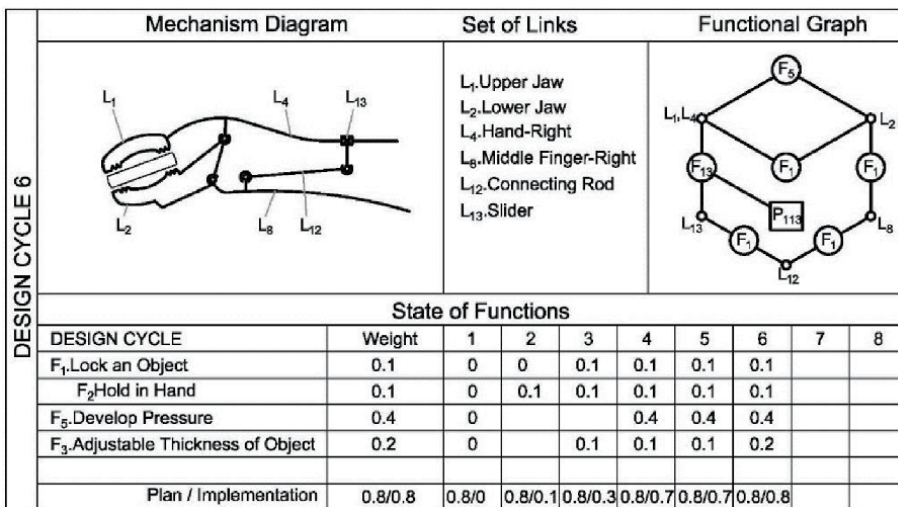 DESIGN CYCLE 6
Mechanism Diagram
L1
L4
L13
L2
L8
L12
Set of Links
L1.Upper Jaw
L2.Lower Jaw
L4.Hand-Right
L8.Middle Finger-Right
L12.Connecting Rod
L13.Slider
Functional Graph
F5
L1,L4
L2
F13
F1
F1
P113
L13
L8
F1
F1
L12
State of Functions
DESIGN CYCLE Weight 1 2 3 4 5 6 7 8
F1.Lock an Object 0.1 0 0 0.1 0.1 0.1 0.1
F2Hold in Hand 0.1 0 0.1 0.1 0.1 0.1 0.1
F5.Develop Pressure 0.4 0 0.4 0.4 0.4
F3.Adjustable Thickness of Object 0.2 0 0.1 0.1 0.1 0.2
Plan / Implementation 0.8/0.8 0.8/0 0.8/0.1 0.8/0.3 0.8/0.7 0.8/0.7 0.8/0.8